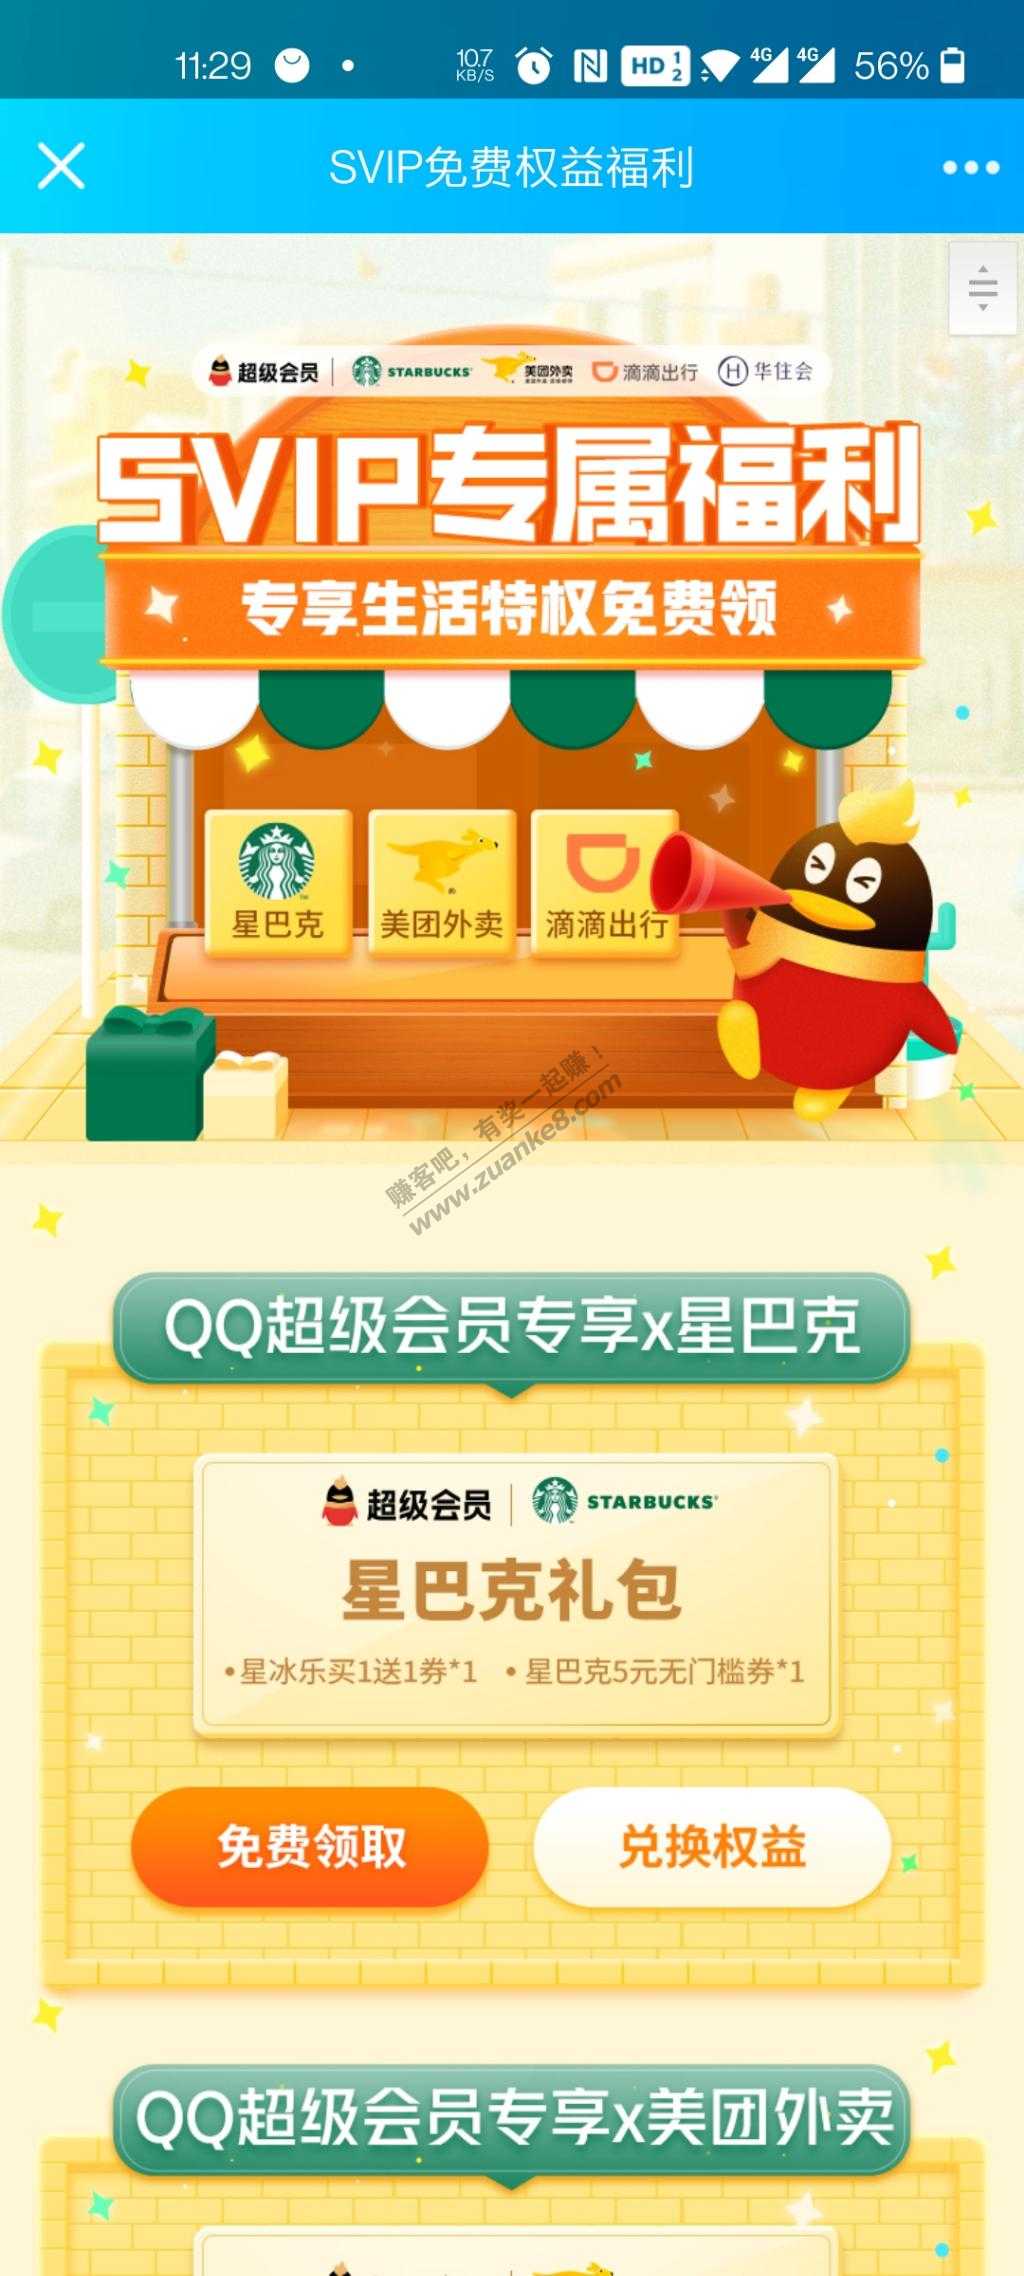 11:29
10.7 KB/S
HD 1 2
4G 4G 56%
SVIP免费权益福利
超级会员 STARBUCKS 美团外卖 滴滴出行 H 华住会
SVIP专属福利
专享生活特权免费领
星巴克 美团外卖 滴滴出行
赚客吧，有奖一起赚！
www.zuanke8.com
QQ超级会员专享x星巴克
超级会员 STARBUCKS
星巴克礼包
•星冰乐买1送1券*1 •星巴克5元无门槛券*1
免费领取 兑换权益
QQ超级会员专享x美团外卖